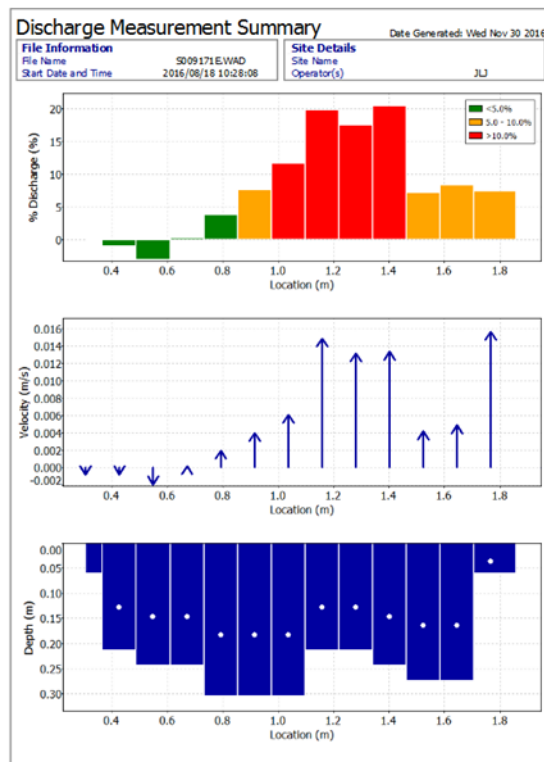 Discharge Measurement Summary
Date Generated: Wed Nov 30 2016
File Information
File Name S009171E.WAD
Start Date and Time 2016/08/18 10:28:08
Site Details
Site Name
Operator(s) JLJ
% Discharge (%)
20
15
10
5
0
<5.0%
5.0 - 10.0%
>10.0%
0.4 0.6 0.8 1.0 1.2 1.4 1.6 1.8
Location (m)
Velocity (m/s)
0.016
0.014
0.012
0.010
0.008
0.006
0.004
0.002
0.000
-0.002
0.4 0.6 0.8 1.0 1.2 1.4 1.6 1.8
Location (m)
Depth (m)
0.00
0.05
0.15
0.20
0.30
0.4 0.6 0.8 1.0 1.2 1.4 1.6 1.8
Location (m)